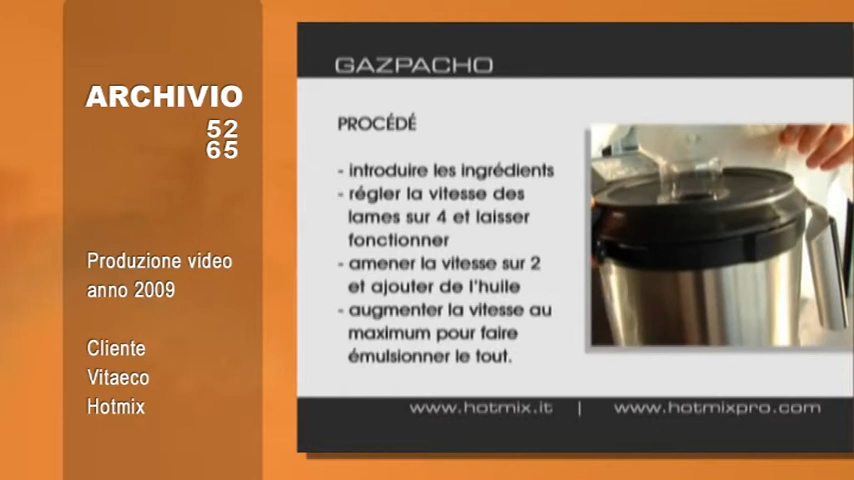 ARCHIVIO
52
65
Produzione video
anno 2009
Cliente
Vitaeco
Hotmix
GAZPACHO
PROCÉDÉ
- introduire les ingrédients
- régler la vitesse des
lames sur 4 et laisser
fonctionner
- amener la vitesse sur 2
et ajouter de l'huile
- augmenter la vitesse au
maximum pour faire
émulsionner le tout.
www.hotmix.it | www.hotmixpro.com